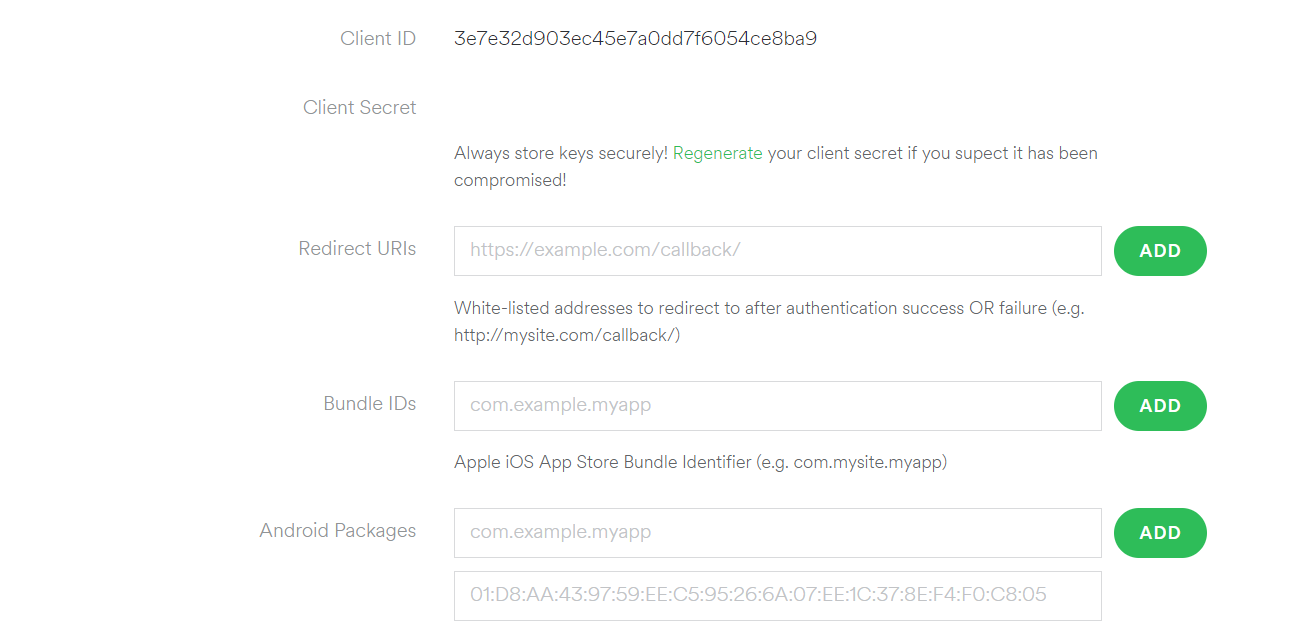 Client ID 3e7e32d903ec45e7a0dd7f6054ce8ba9
Client Secret
Always store keys securely! Regenerate your client secret if you supect it has been
compromised!
Redirect URIs https://example.com/callback/ ADD
White-listed addresses to redirect to after authentication success OR failure (e.g.
http://mysite.com/callback/)
Bundle IDs com.example.myapp ADD
Apple iOS App Store Bundle Identifier (e.g. com.mysite.myapp)
Android Packages com.example.myapp ADD
01:D8:AA:43:97:59:EE:C5:95:26:6A:07:EE:1C:37:8E:F4:F0:C8:05